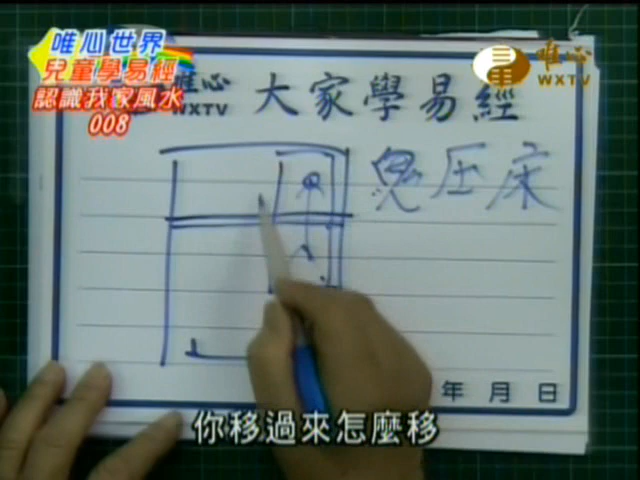 唯心世界
兒童學易經
認識我家風水
008
唯心
WXTV
唯心
WXTV
大家學易經
鬼压床
年 月 日
你移過來怎麼移